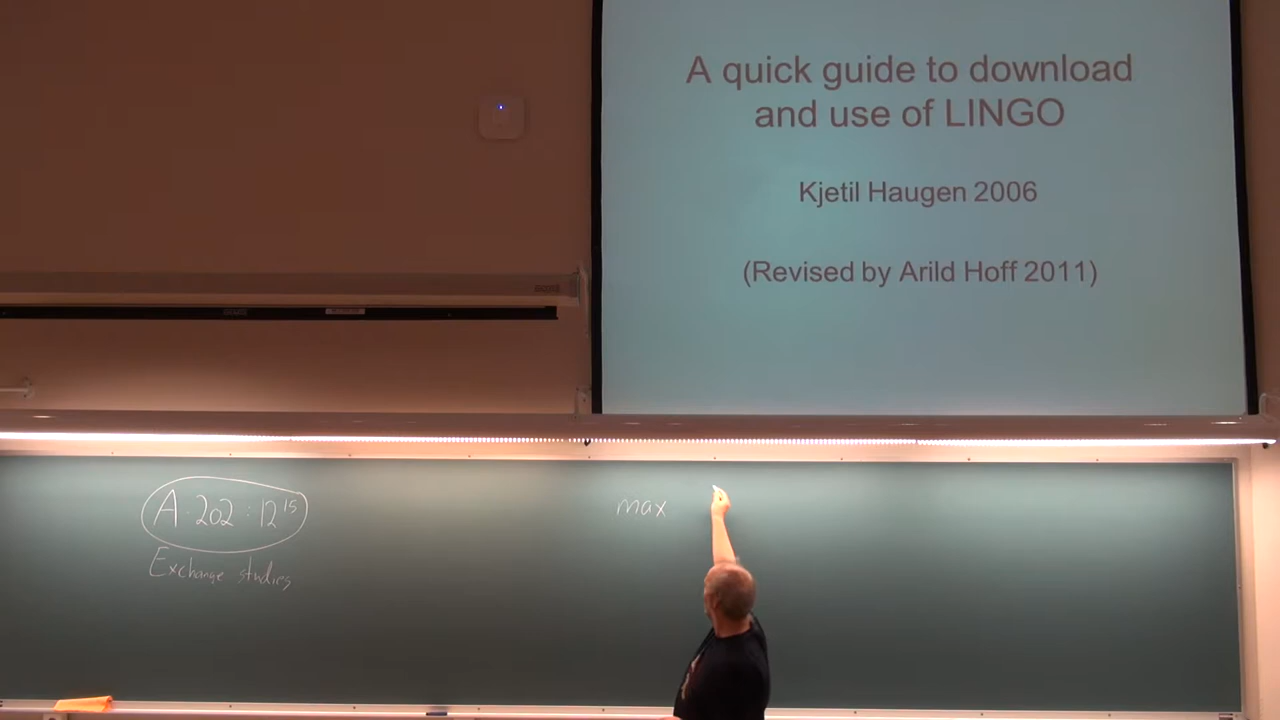 A quick guide to download
and use of LINGO
Kjetil Haugen 2006
(Revised by Arild Hoff 2011)
A.202 : 12 15
Exchange studies
max